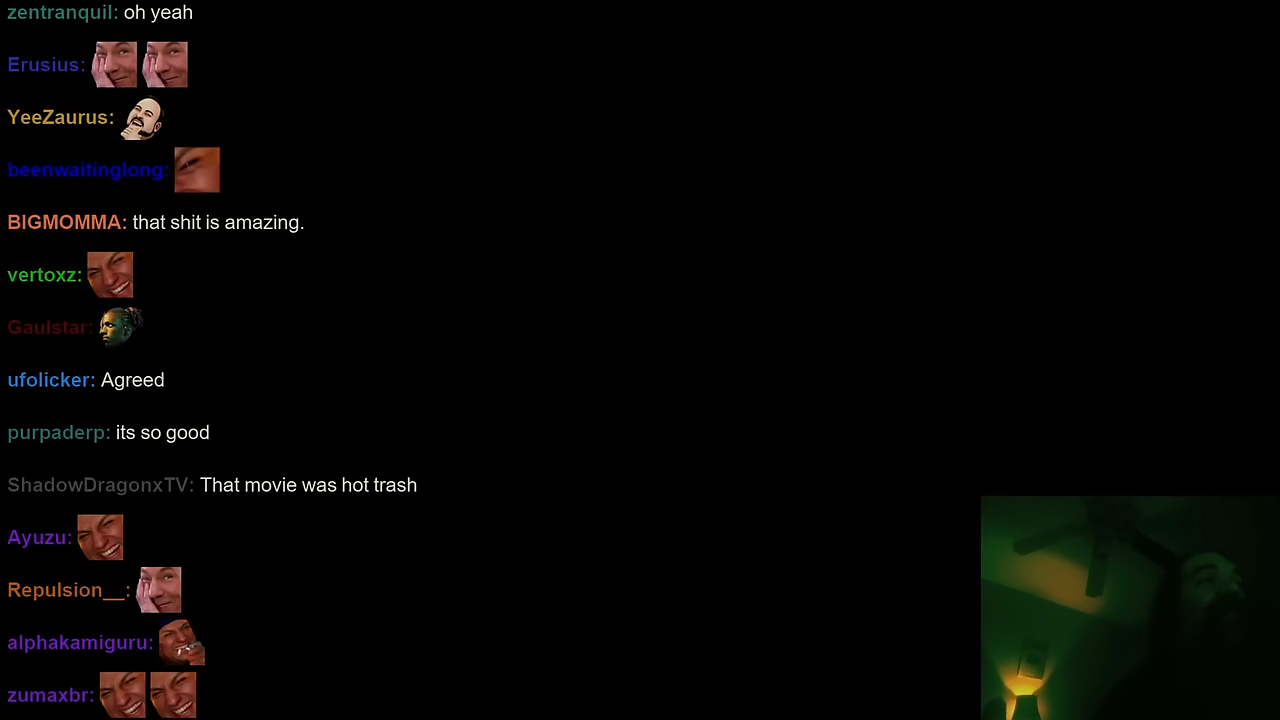 zentranquil: oh yeah
Erusius:
YeeZaurus:
beenwaitinglong:
BIGMOMMA: that shit is amazing.
vertoxz:
Gaulstar:
ufolicker: Agreed
purpaderp: its so good
ShadowDragonxTV: That movie was hot trash
Ayuzu:
Repulsion__:
alphakamiguru:
zumaxbr: